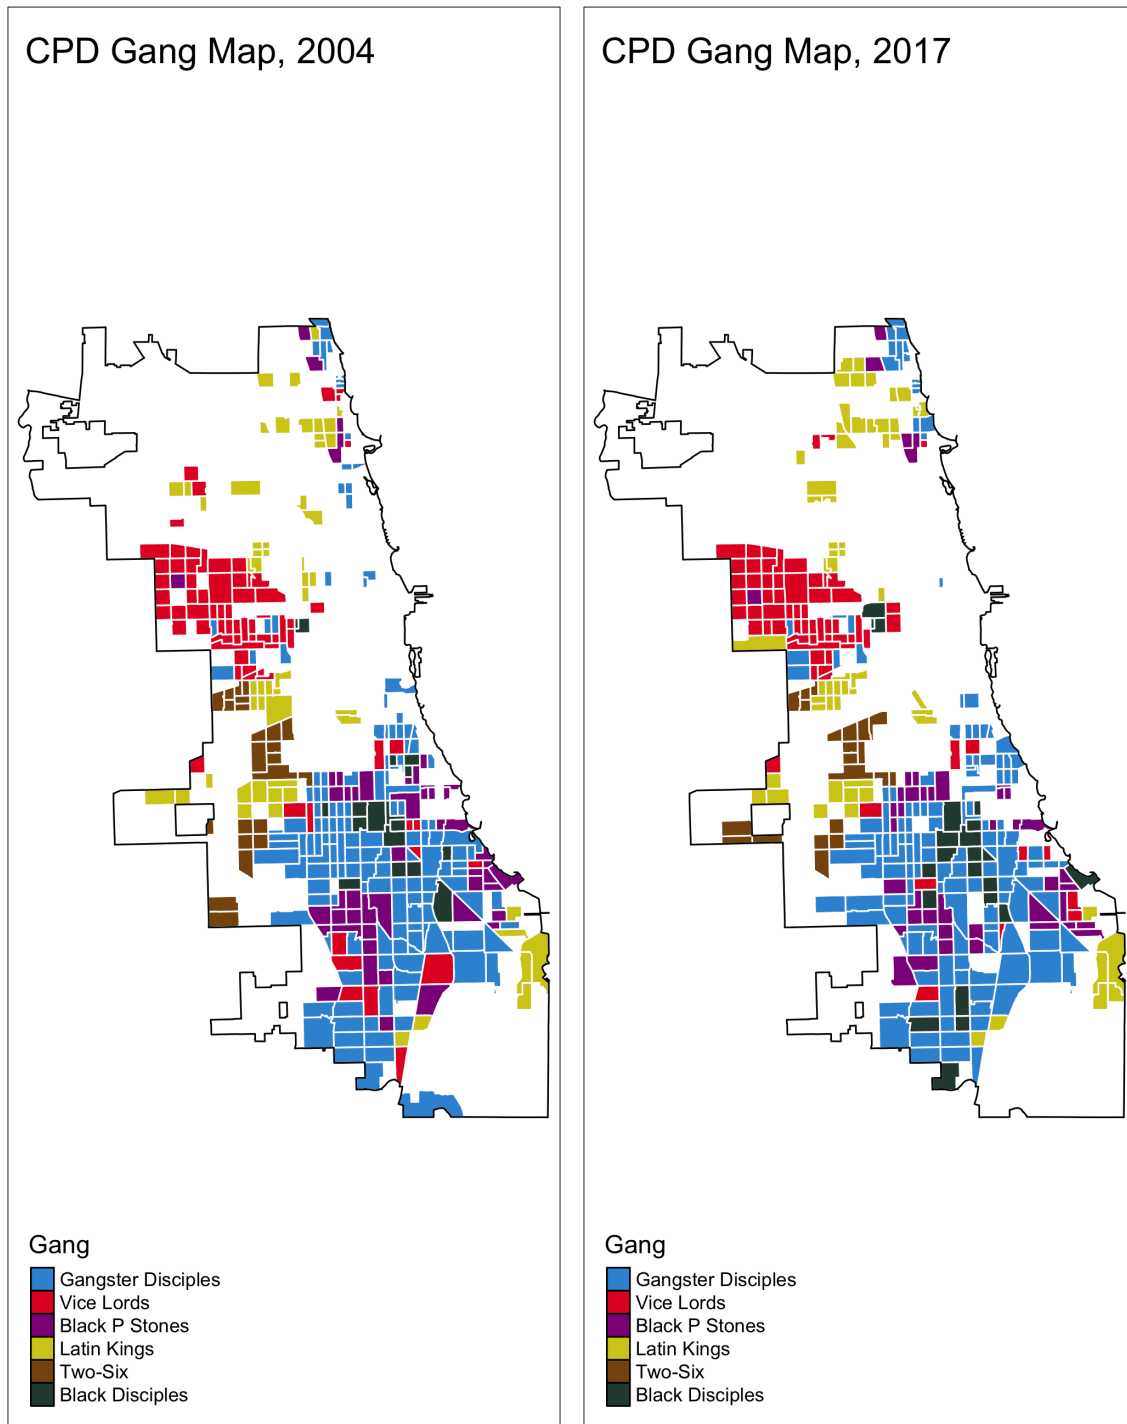 CPD Gang Map, 2004
Gang
Gangster Disciples
Vice Lords
Black P Stones
Latin Kings
Two-Six
Black Disciples
CPD Gang Map, 2017
Gang
Gangster Disciples
Vice Lords
Black P Stones
Latin Kings
Two-Six
Black Disciples